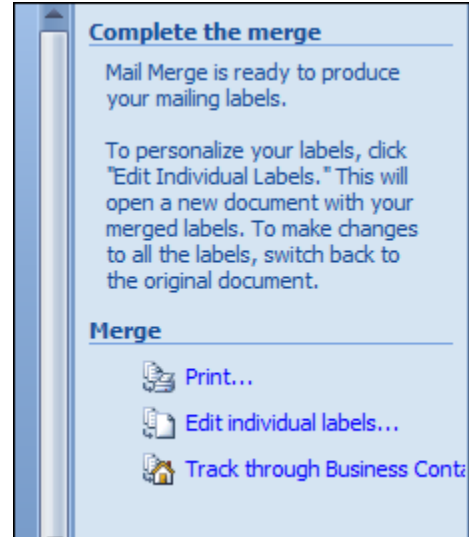 Complete the merge
Mail Merge is ready to produce
your mailing labels.
To personalize your labels, click
"Edit Individual Labels." This will
open a new document with your
merged labels. To make changes
to all the labels, switch back to
the original document.
Merge
Print...
Edit individual labels...
Track through Business